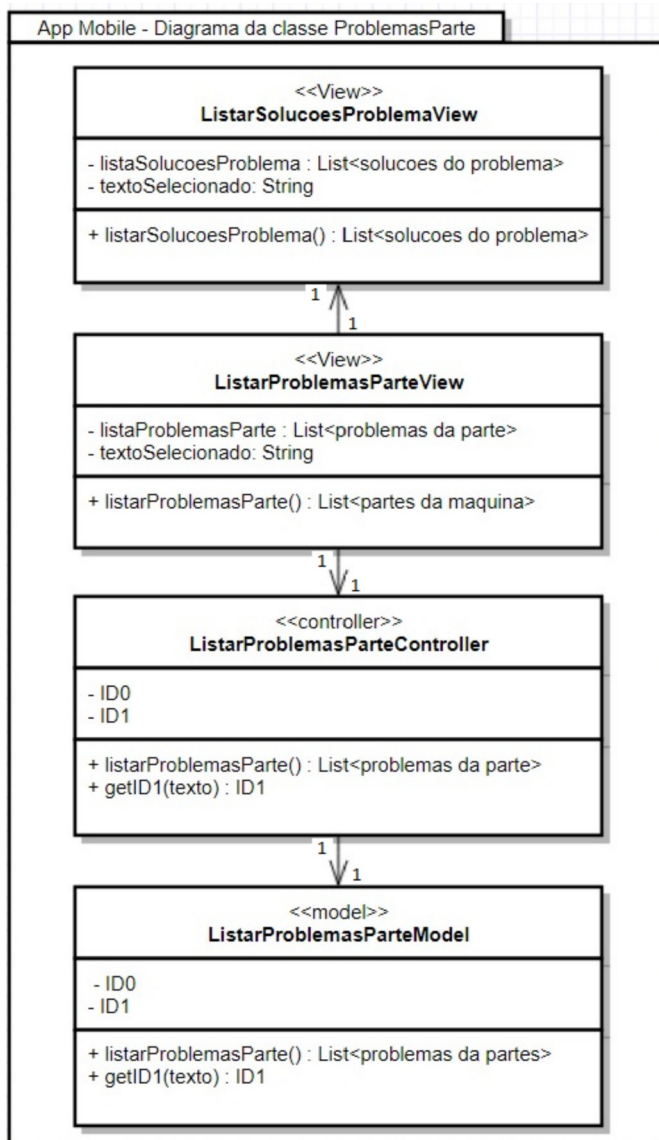 App Mobile - Diagrama da classe ProblemasParte
<<View>>
ListarSolucoesProblemaView
- listaSolucoesProblema : List<solucoes do problema>
- textoSelecionado: String
+ listarSolucoesProblema() : List<solucoes do problema>
1
1
<<View>>
ListarProblemasParteView
- listaProblemasParte : List<problemas da parte>
- textoSelecionado: String
+ listarProblemasParte() : List<partes da maquina>
1
1
<<controller>>
ListarProblemasParteController
- ID0
- ID1
+ listarProblemasParte() : List<problemas da parte>
+ getID1(texto) : ID1
1
1
<<model>>
ListarProblemasParteModel
- ID0
- ID1
+ listarProblemasParte() : List<problemas da partes>
+ getID1(texto) : ID1